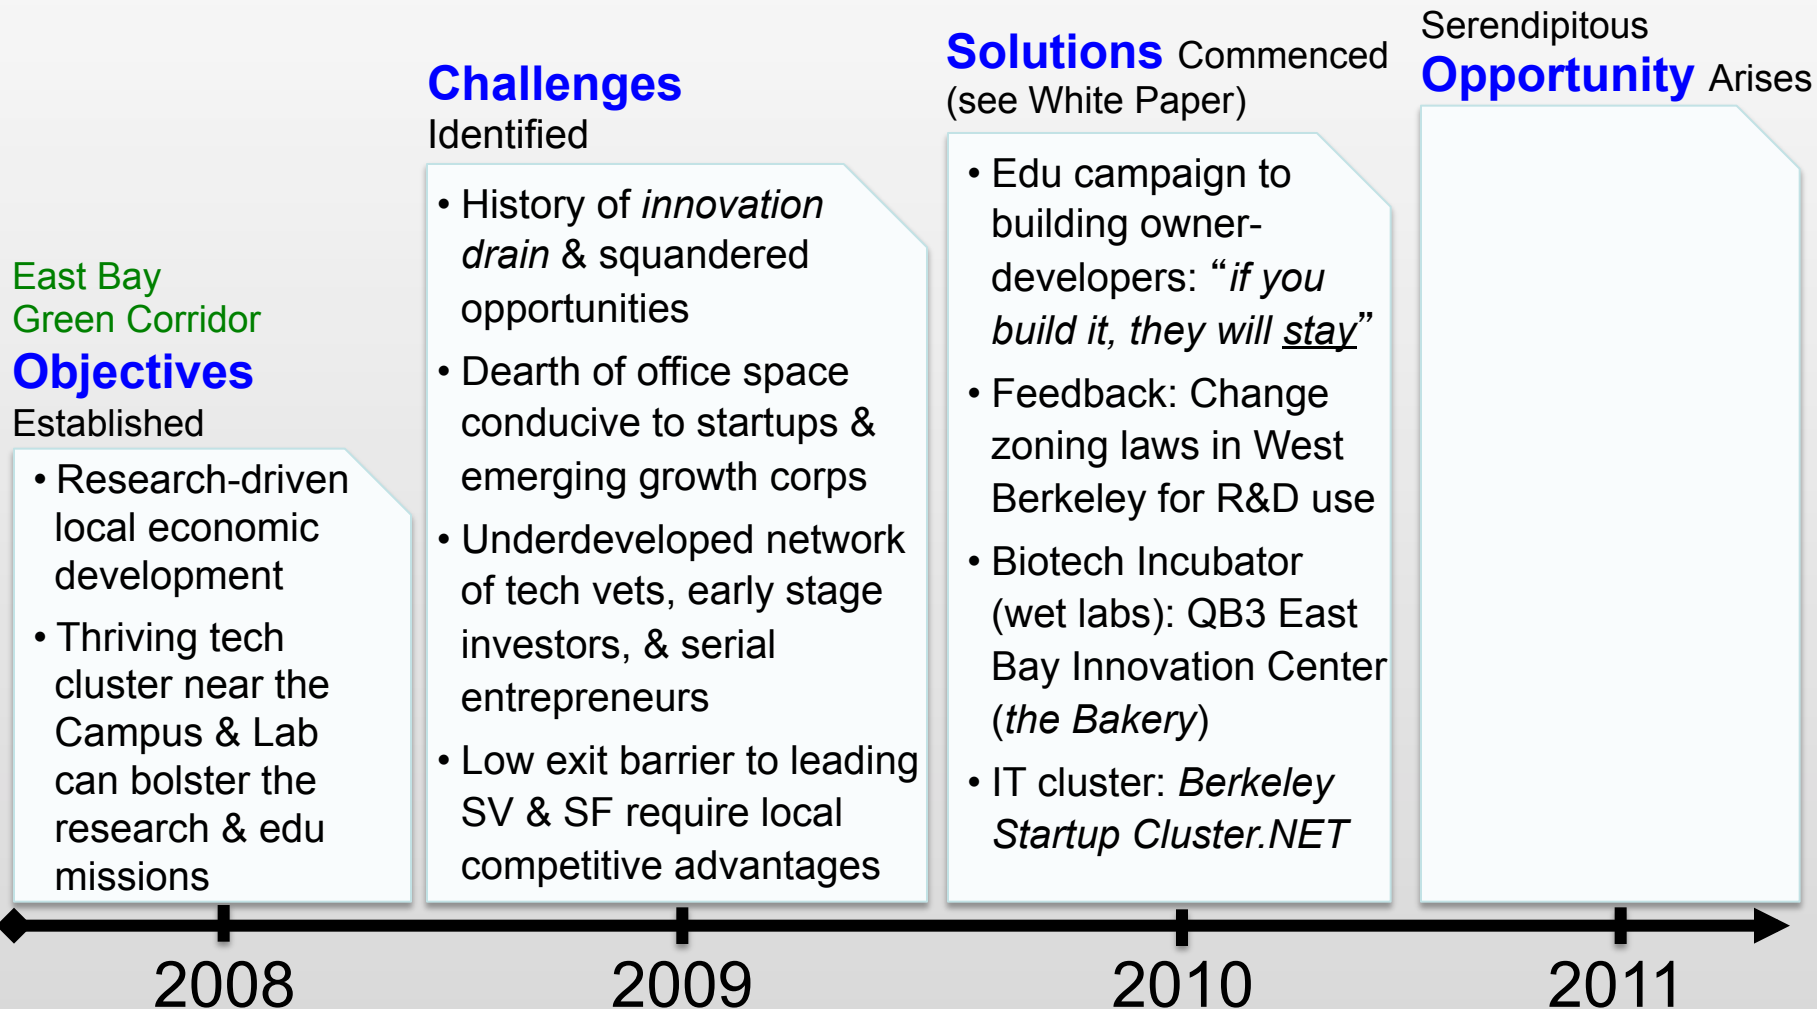 East Bay
Green Corridor
Objectives
Established
• Research-driven
local economic
development
• Thriving tech
cluster near the
Campus & Lab
can bolster the
research & edu
missions
Challenges
Identified
• History of innovation
drain & squandered
opportunities
• Dearth of office space
conducive to startups &
emerging growth corps
• Underdeveloped network
of tech vets, early stage
investors, & serial
entrepreneurs
• Low exit barrier to leading
SV & SF require local
competitive advantages
Solutions Commenced
(see White Paper)
• Edu campaign to
building owner-
developers: “if you
build it, they will stay”
• Feedback: Change
zoning laws in West
Berkeley for R&D use
• Biotech Incubator
(wet labs): QB3 East
Bay Innovation Center
(the Bakery)
• IT cluster: Berkeley
Startup Cluster.NET
Serendipitous
Opportunity Arises
2008
2009
2010
2011